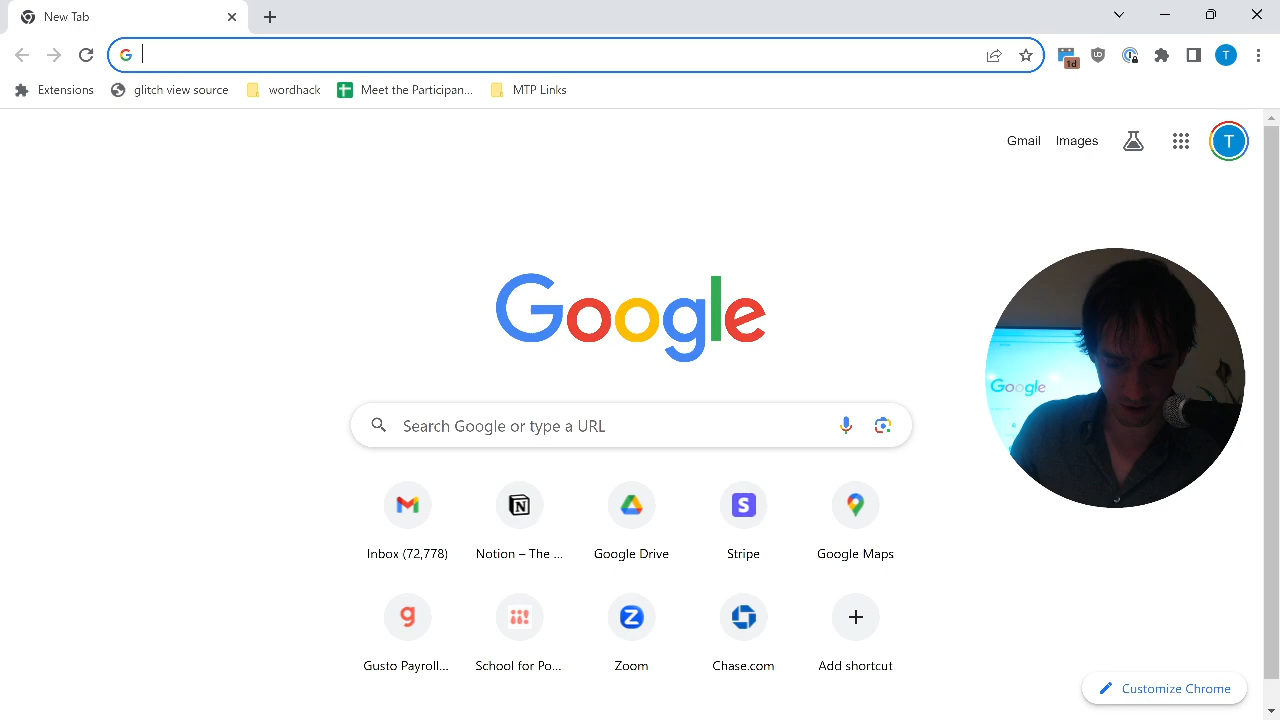 New Tab
1d
T
Extensions
glitch view source
wordhack
Meet the Participan...
MTP Links
Gmail
Images
T
Google
Google
Search Google or type a URL
Inbox (72,778)
Notion – The ...
Google Drive
Stripe
Google Maps
Gusto Payroll...
School for Po...
Zoom
Chase.com
Add shortcut
Customize Chrome